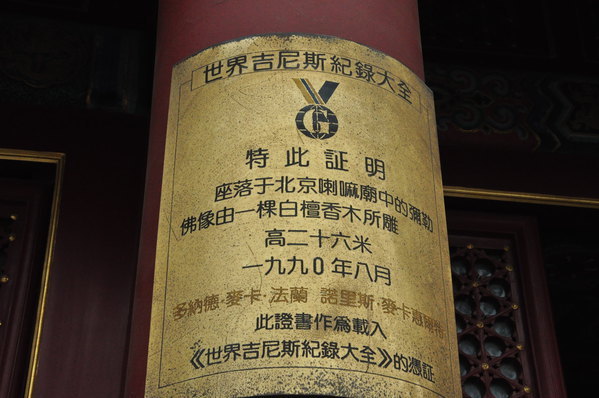 世界吉尼斯紀錄大全
G
特此証明
座落于北京喇嘛廟中的彌勒
佛像由一棵白檀香木所雕
高二十六米
一九九0年八月
多納德·麥卡·法蘭 諾里斯·麥卡惠爾特
此證書作爲載入
《世界吉尼斯紀錄大全》的憑証